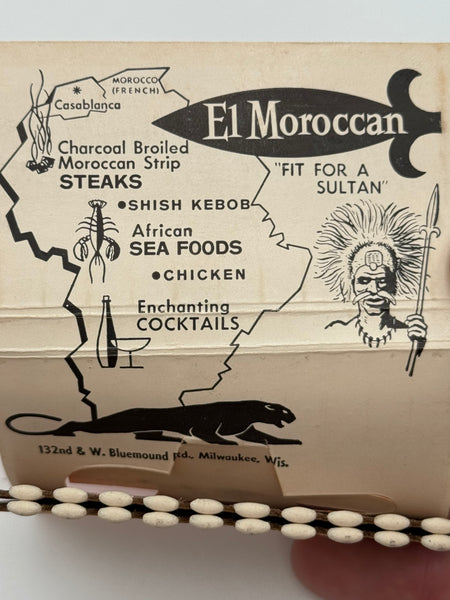 MOROCCO
(FRENCH)
Casablanca
El Moroccan
Charcoal Broiled
Moroccan Strip
STEAKS
"FIT FOR A
SULTAN"
•SHISH KEBOB
African
SEA FOODS
•CHICKEN
Enchanting
COCKTAILS
132nd & W. Bluemound Rd., Milwaukee, Wis.